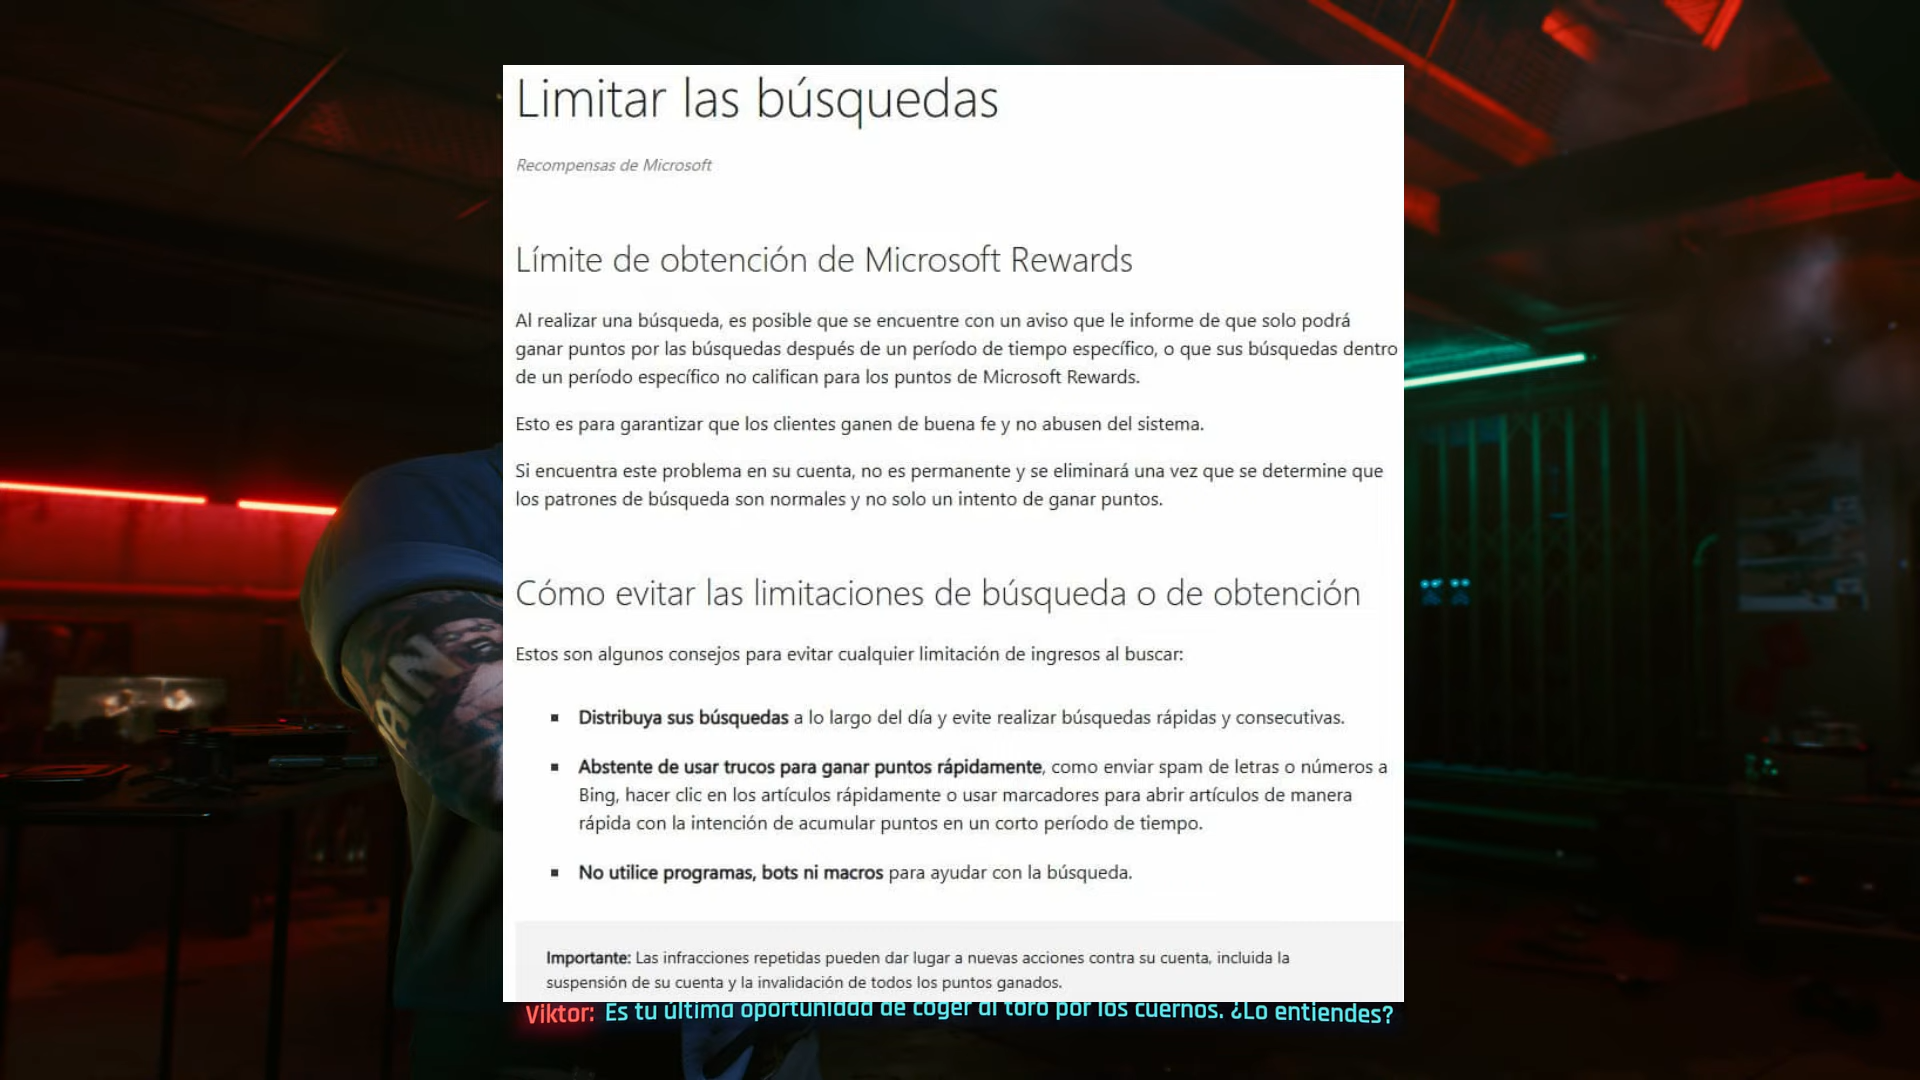 Limitar las búsquedas
Recompensas de Microsoft
Límite de obtención de Microsoft Rewards
Al realizar una búsqueda, es posible que se encuentre con un aviso que le informe de que solo podrá
ganar puntos por las búsquedas después de un período de tiempo específico, o que sus búsquedas dentro
de un período específico no califican para los puntos de Microsoft Rewards.
Esto es para garantizar que los clientes ganen de buena fe y no abusen del sistema.
Si encuentra este problema en su cuenta, no es permanente y se eliminará una vez que se determine que
los patrones de búsqueda son normales y no solo un intento de ganar puntos.
Cómo evitar las limitaciones de búsqueda o de obtención
Estos son algunos consejos para evitar cualquier limitación de ingresos al buscar:
▪ Distribuya sus búsquedas a lo largo del día y evite realizar búsquedas rápidas y consecutivas.
▪ Abstente de usar trucos para ganar puntos rápidamente, como enviar spam de letras o números a
Bing, hacer clic en los artículos rápidamente o usar marcadores para abrir artículos de manera
rápida con la intención de acumular puntos en un corto período de tiempo.
▪ No utilice programas, bots ni macros para ayudar con la búsqueda.
Importante: Las infracciones repetidas pueden dar lugar a nuevas acciones contra su cuenta, incluida la
suspensión de su cuenta y la invalidación de todos los puntos ganados.
Viktor: Es tu última oportunidad de coger al toro por los cuernos. ¿Lo entiendes?